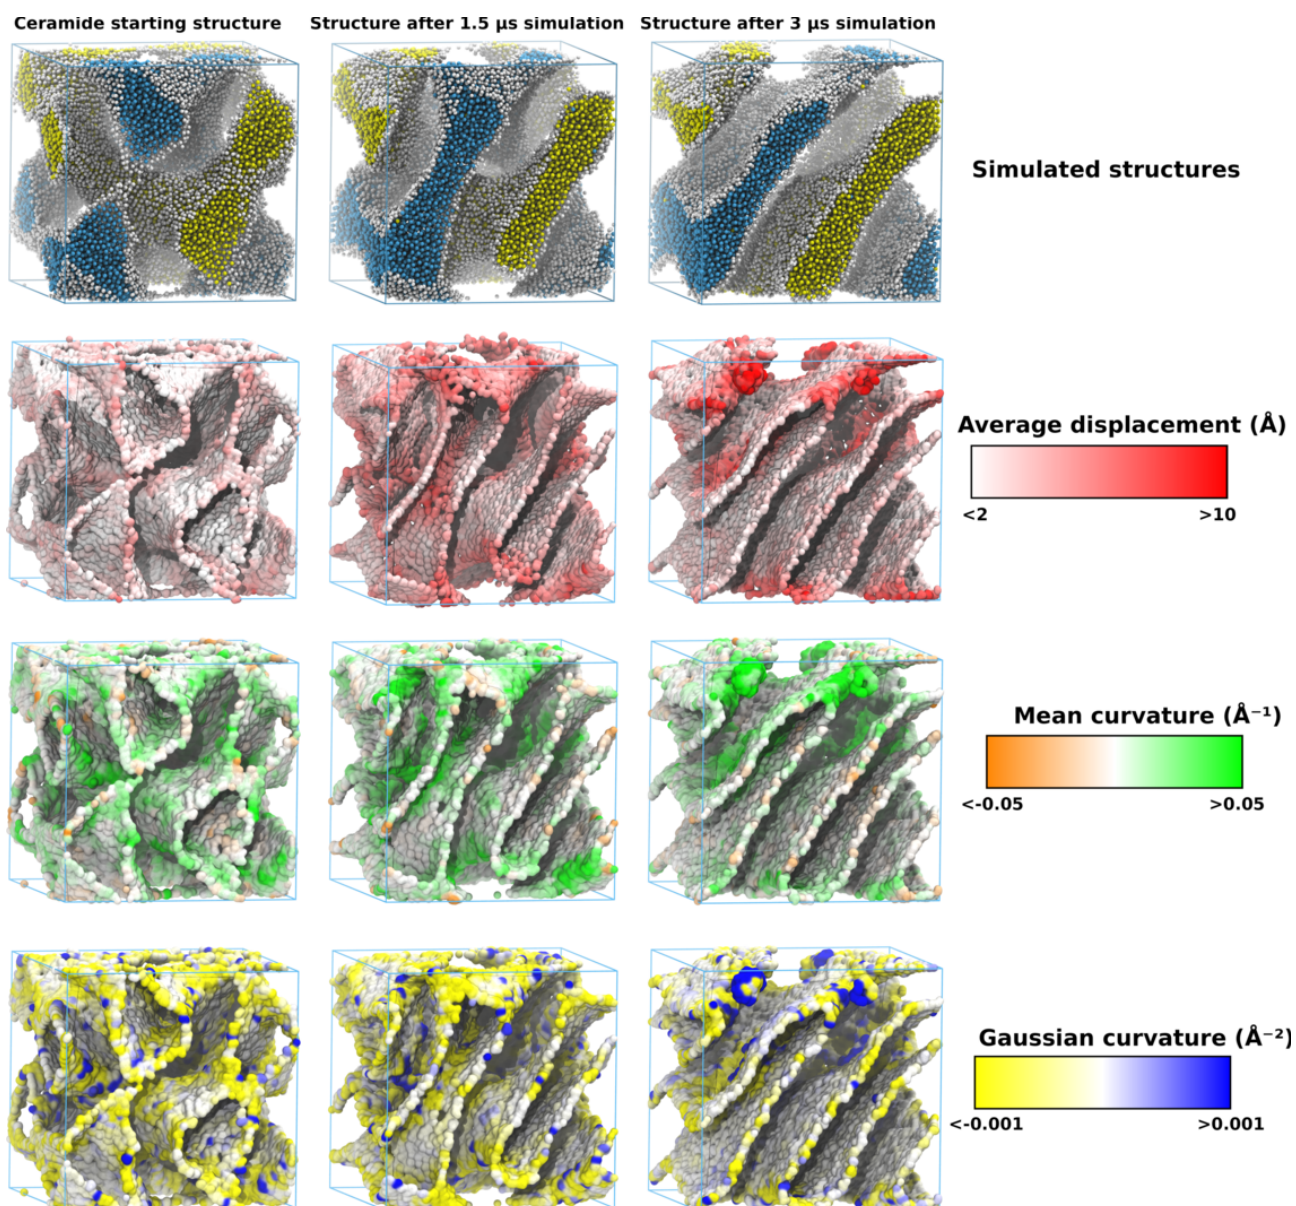 Ceramide starting structure
Structure after 1.5 µs simulation
Structure after 3 µs simulation
Simulated structures
Average displacement (Å)
<2
>10
Mean curvature (Å⁻¹)
<-0.05
>0.05
Gaussian curvature (Å⁻²)
<-0.001
>0.001